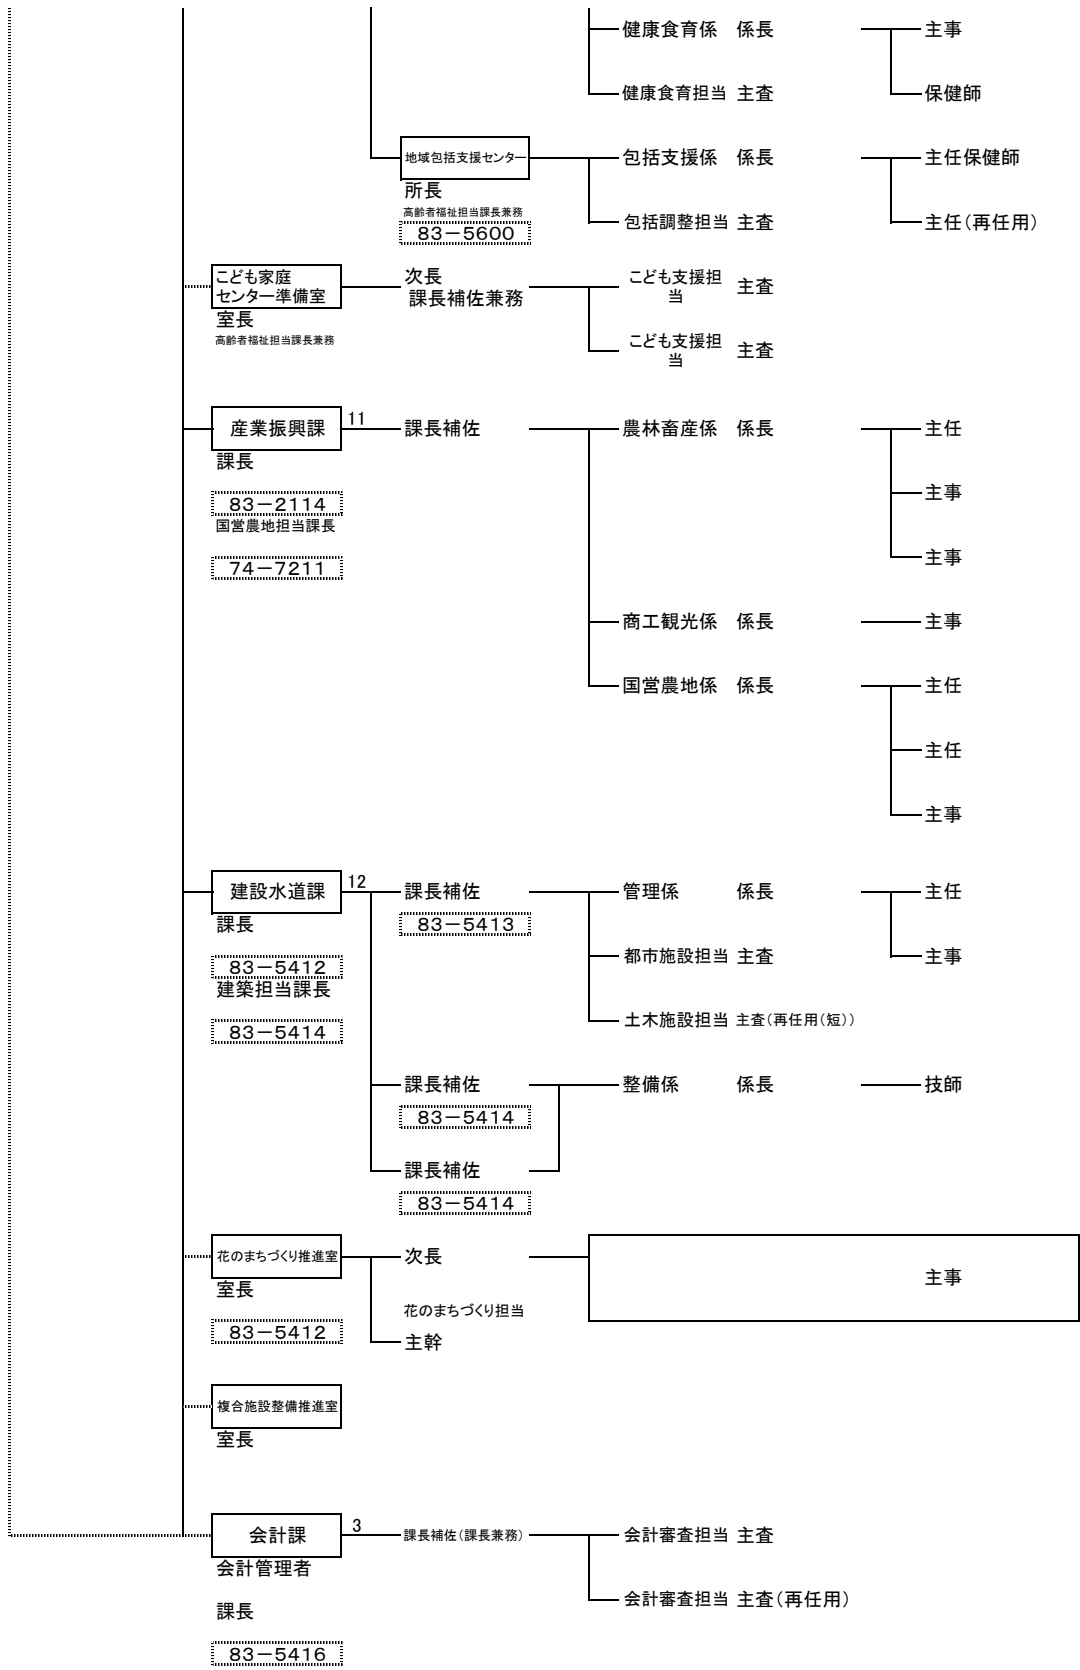 健康食育係 係長 主事
健康食育担当 主査 保健師
地域包括支援センター 包括支援係 係長 主任保健師
所長
高齢者福祉担当課長兼務
包括調整担当 主査 主任(再任用)
83－5600
こども家庭
センター準備室
次長
課長補佐兼務
こども支援担
当
主査
室長
高齢者福祉担当課長兼務
こども支援担
当
主査
産業振興課 11 課長補佐 農林畜産係 係長 主任
課長
主事
83－2114
国営農地担当課長
主事
74－7211
商工観光係 係長 主事
国営農地係 係長 主任
主任
主事
建設水道課 12 課長補佐 管理係 係長 主任
課長 83－5413
都市施設担当 主査 主事
83－5412
建築担当課長
土木施設担当 主査(再任用(短))
83－5414
課長補佐 整備係 係長 技師
83－5414
課長補佐
83－5414
花のまちづくり推進室 次長
主事
室長
花のまちづくり担当
83－5412
主幹
複合施設整備推進室
室長
会計課 3 課長補佐(課長兼務) 会計審査担当 主査
会計管理者
会計審査担当 主査(再任用)
課長
83－5416